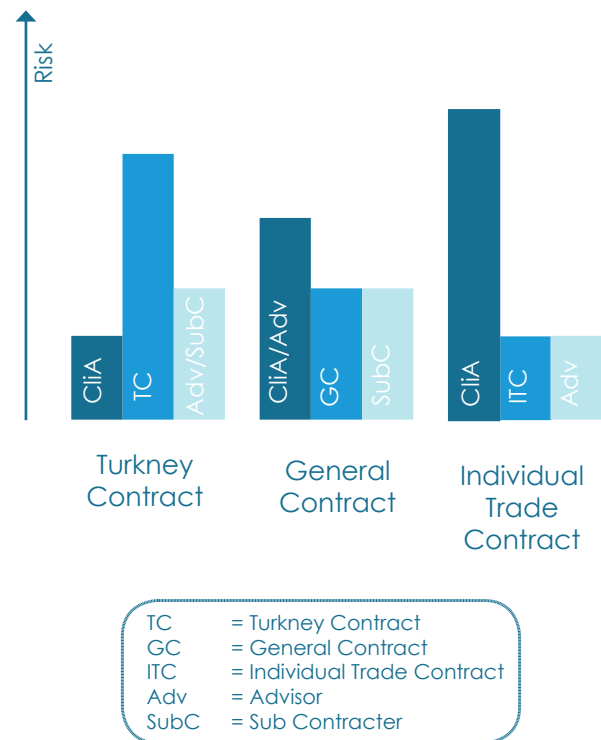 Risk
CliA
TC
Adv/SubC
CliA/Adv
GC
SubC
CliA
ITC
Adv
Turkney
Contract
General
Contract
Individual
Trade
Contract
TC = Turkney Contract
GC = General Contract
ITC = Individual Trade Contract
Adv = Advisor
SubC = Sub Contracter